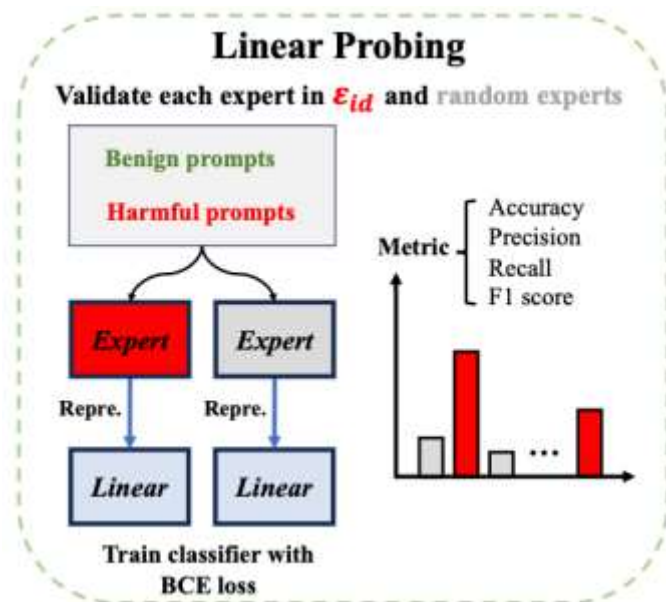 Linear Probing
Validate each expert in ε_id and random experts
Benign prompts
Harmful prompts
Expert
Expert
Repre.
Repre.
Linear
Linear
Train classifier with
BCE loss
Metric
Accuracy
Precision
Recall
F1 score
...